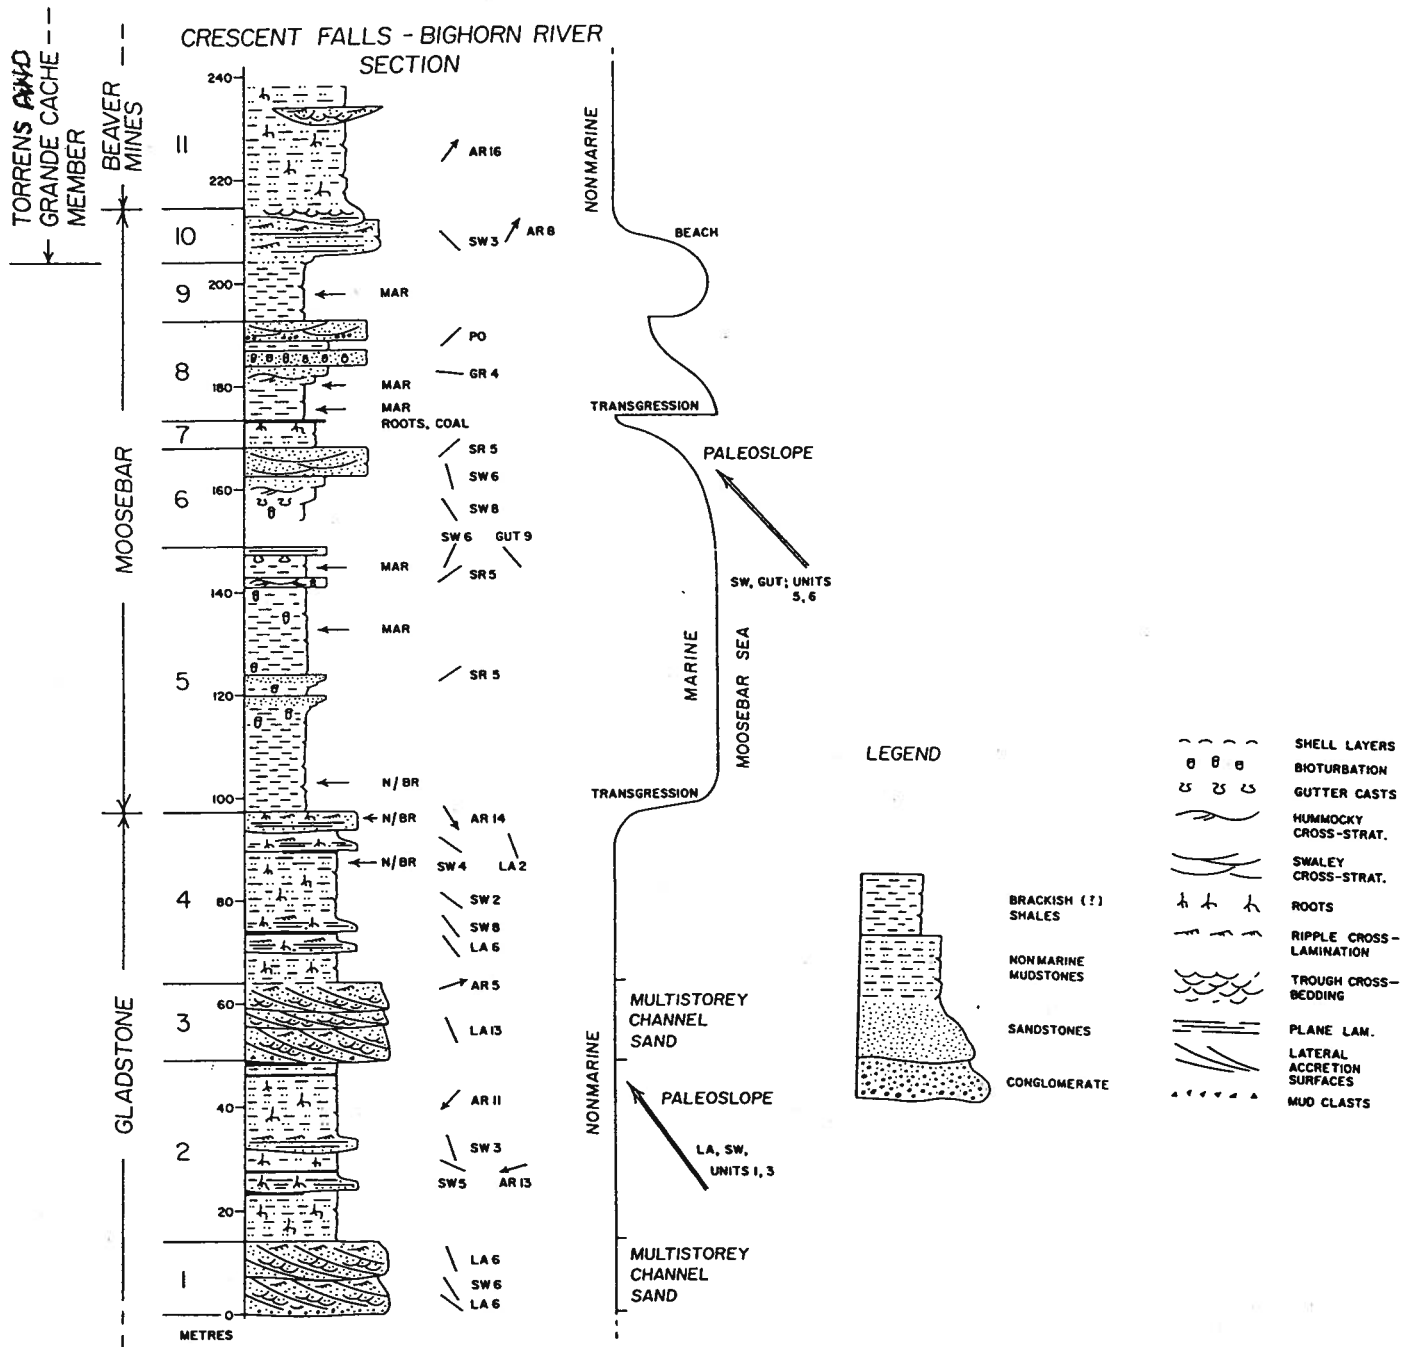 CRESCENT FALLS - BIGHORN RIVER
SECTION
TORRENS AND
GRANDE CACHE
MEMBER
BEAVER
MINES
MOOSEBAR
GLADSTONE
240
220
200
180
160
140
120
100
80
60
40
20
0
METRES
11
10
9
8
7
6
5
4
3
2
1
AR 16
SW 3
AR 8
MAR
PO
GR 4
MAR
MAR
ROOTS, COAL
SR 5
SW 6
SW 8
SW 6 GUT 9
MAR
SR 5
MAR
SR 5
N/BR
N/BR
AR 14
N/BR
SW 4
LA 2
SW 2
SW 8
LA 6
AR 5
LA 13
AR 11
SW 3
SW 5
AR 13
LA 6
SW 6
LA 6
NONMARINE
BEACH
TRANSGRESSION
PALEOSLOPE
SW, GUT; UNITS
5, 6
MARINE
MOOSEBAR SEA
TRANSGRESSION
MULTISTOREY
CHANNEL
SAND
NONMARINE
PALEOSLOPE
LA, SW,
UNITS 1, 3
MULTISTOREY
CHANNEL
SAND
LEGEND
BRACKISH (?)
SHALES
NONMARINE
MUDSTONES
SANDSTONES
CONGLOMERATE
SHELL LAYERS
BIOTURBATION
GUTTER CASTS
HUMMOCKY
CROSS-STRAT.
SWALEY
CROSS-STRAT.
ROOTS
RIPPLE CROSS-
LAMINATION
TROUGH CROSS-
BEDDING
PLANE LAM.
LATERAL
ACCRETION
SURFACES
MUD CLASTS